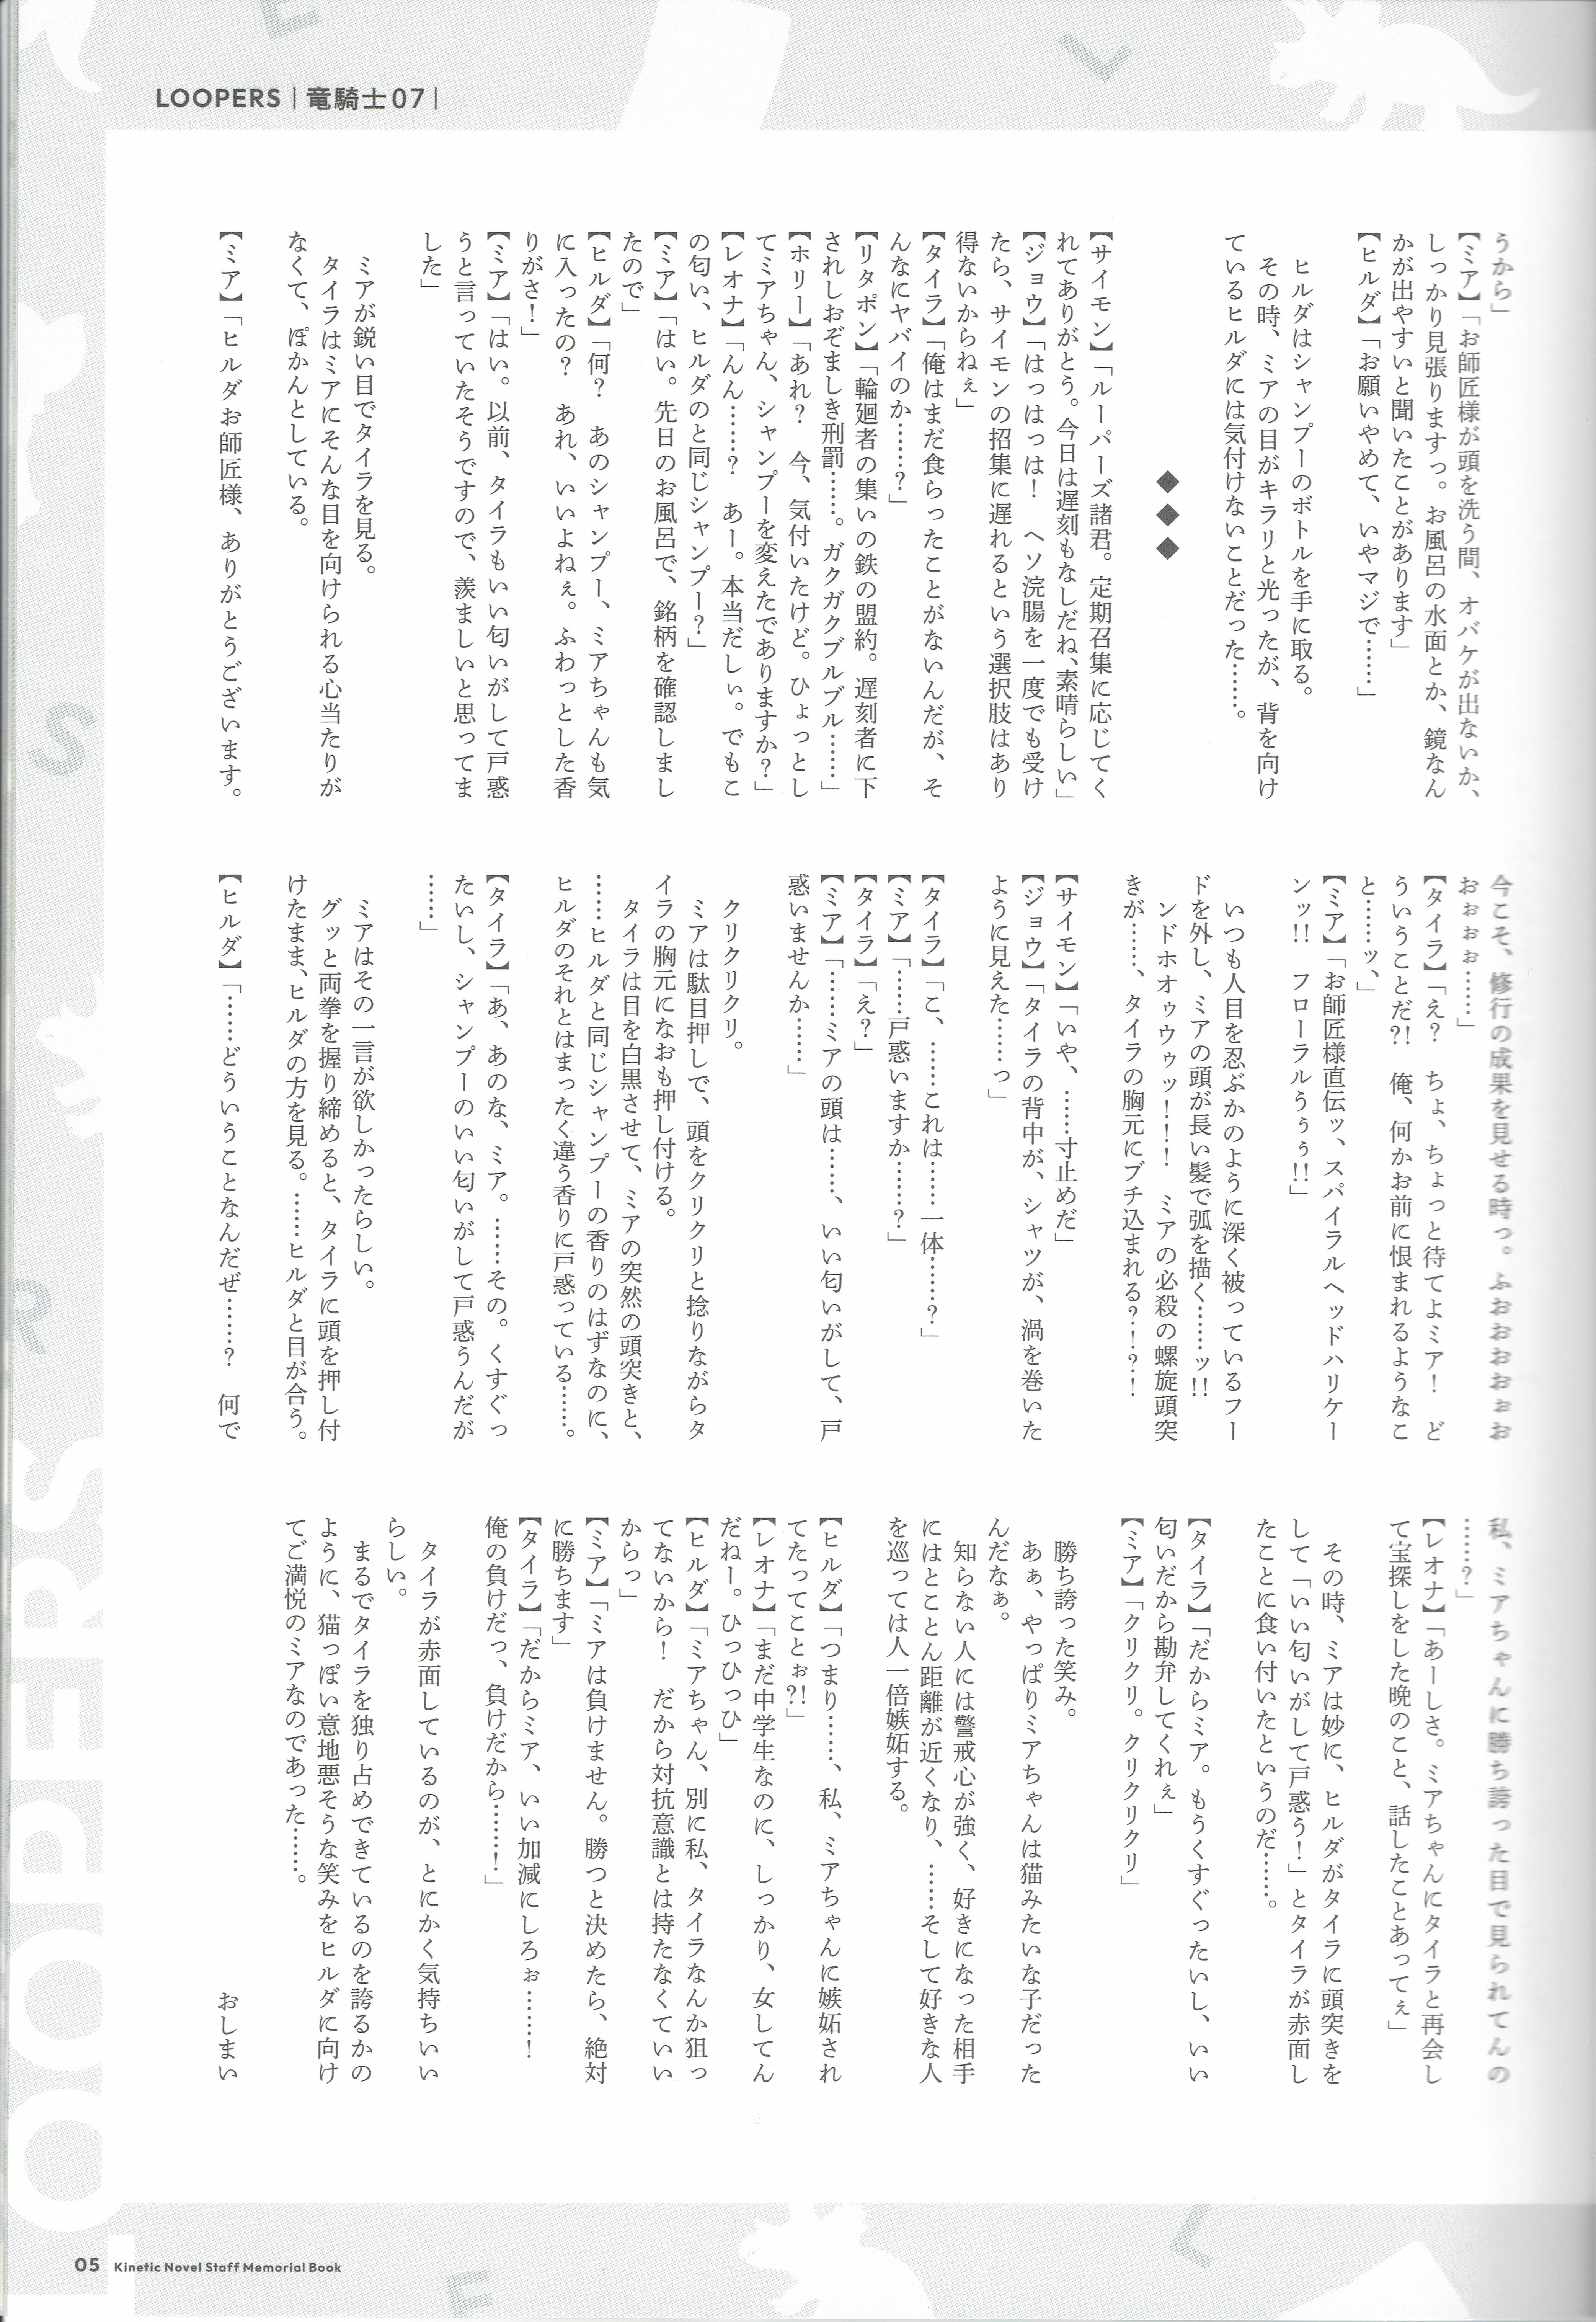 LOOPERS｜竜騎士07｜
うから」
【ミア】「お師匠様が頭を洗う間、オバケが出ないか、
しっかり見張りますっ。お風呂の水面とか、鏡なん
かが出やすいと聞いたことがあります」
【ヒルダ】「お願いやめて、いやマジで……」
ヒルダはシャンプーのボトルを手に取る。
その時、ミアの目がキラリと光ったが、背を向け
ているヒルダには気付けないことだった……。
◆◆◆
【サイモン】「ルーパーズ諸君。定期召集に応じてく
れてありがとう。今日は遅刻もなしだね、素晴らしい」
【ジョウ】「はっはっは！　ヘソ浣腸を一度でも受け
たら、サイモンの招集に遅れるという選択肢はあり
得ないからねぇ」
【タイラ】「俺はまだ食らったことがないんだが、そ
んなにヤバイのか……？」
【リタポン】「輪廻者の集いの鉄の盟約。遅刻者に下
されしおぞましき刑罰……。ガクガクブルブル……」
【ホリー】「あれ？　今、気付いたけど。ひょっとし
てミアちゃん、シャンプーを変えたでありますか？」
【レオナ】「んん……？　あー。本当だしぃ。でもこ
の匂い、ヒルダのと同じシャンプー？」
【ミア】「はい。先日のお風呂で、銘柄を確認しまし
たので」
【ヒルダ】「何？　あのシャンプー、ミアちゃんも気
に入ったの？　あれ、いいよねぇ。ふわっとした香
りがさ！」
【ミア】「はい。以前、タイラもいい匂いがして戸惑
うと言っていたそうですので、羨ましいと思ってま
した」
ミアが鋭い目でタイラを見る。
タイラはミアにそんな目を向けられる心当たりが
なくて、ぽかんとしている。
【ミア】「ヒルダお師匠様、ありがとうございます。
今こそ、修行の成果を見せる時っ。ふおおおおぉお
おぉぉぉ……」
【タイラ】「え？　ちょ、ちょっと待てよミア！　ど
ういうことだ?!　俺、何かお前に恨まれるようなこ
と……ッ、」
【ミア】「お師匠様直伝ッ、スパイラルヘッドハリケー
ンッ!!　フローラルうぅぅ!!」
いつも人目を忍ぶかのように深く被っているフー
ドを外し、ミアの頭が長い髪で弧を描く……ッ!!
ンドホオゥウゥッ！！！　ミアの必殺の螺旋頭突
きが……、タイラの胸元にブチ込まれる？！？！
【サイモン】「いや、……寸止めだ」
【ジョウ】「タイラの背中が、シャツが、渦を巻いた
ように見えた……っ」
【タイラ】「こ、……これは……一体……？」
【ミア】「……戸惑いますか……？」
【タイラ】「え？」
【ミア】「……ミアの頭は……、いい匂いがして、戸
惑いませんか……」
クリクリクリ。
ミアは駄目押しで、頭をクリクリと捻りながらタ
イラの胸元になおも押し付ける。
タイラは目を白黒させて、ミアの突然の頭突きと、
……ヒルダと同じシャンプーの香りのはずなのに、
ヒルダのそれとはまったく違う香りに戸惑っている……。
【タイラ】「あ、あのな、ミア。……その。くすぐっ
たいし、シャンプーのいい匂いがして戸惑うんだが
……」
ミアはその一言が欲しかったらしい。
グッと両拳を握り締めると、タイラに頭を押し付
けたまま、ヒルダの方を見る。……ヒルダと目が合う。
【ヒルダ】「……どういうことなんだぜ……？　何で
私、ミアちゃんに勝ち誇った目で見られてんの
……？」
【レオナ】「あーしさ。ミアちゃんにタイラと再会し
て宝探しをした晩のこと、話したことあってぇ」
その時、ミアは妙に、ヒルダがタイラに頭突きを
して「いい匂いがして戸惑う！」とタイラが赤面し
たことに食い付いたというのだ……。
【タイラ】「だからミア。もうくすぐったいし、いい
匂いだから勘弁してくれぇ」
【ミア】「クリクリ。クリクリクリ」
勝ち誇った笑み。
あぁ、やっぱりミアちゃんは猫みたいな子だった
んだなぁ。
知らない人には警戒心が強く、好きになった相手
にはとことん距離が近くなり、……そして好きな人
を巡っては人一倍嫉妬する。
【ヒルダ】「つまり……、私、ミアちゃんに嫉妬され
てたってことぉ?!」
【レオナ】「まだ中学生なのに、しっかり、女してん
だねー。ひっひっひ」
【ヒルダ】「ミアちゃん、別に私、タイラなんか狙っ
てないから！　だから対抗意識とは持たなくていい
からっ」
【ミア】「ミアは負けません。勝つと決めたら、絶対
に勝ちます」
【タイラ】「だからミア、いい加減にしろぉ……！
俺の負けだっ、負けだから……！」
タイラが赤面しているのが、とにかく気持ちいい
らしい。
まるでタイラを独り占めできているのを誇るかの
ように、猫っぽい意地悪そうな笑みをヒルダに向け
てご満悦のミアなのであった……。
おしまい
LOOPERS
05 Kinetic Novel Staff Memorial Book